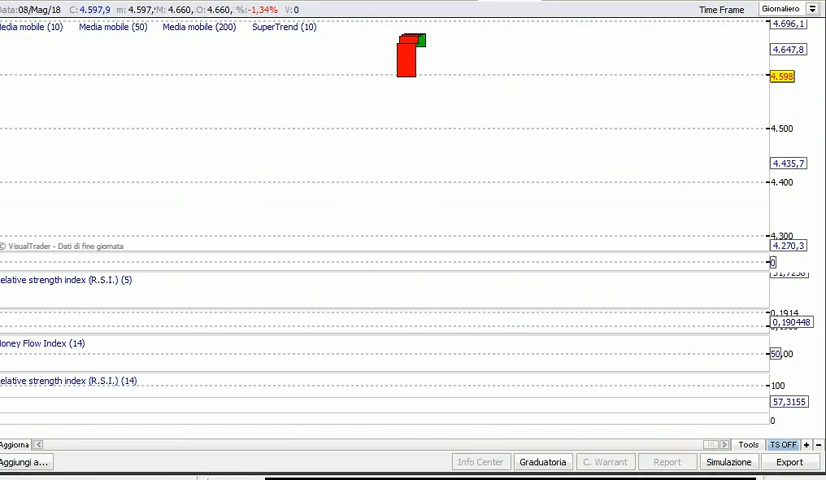 Data:08/Mag/18 C: 4.597,9 m: 4.597,'M: 4.660, O: 4.660, %:-1,34% V:0 Time Frame Giornaliero
Media mobile (10) Media mobile (50) Media mobile (200) SuperTrend (10)
4.696,1
4.647,8
4.598
4.500
4.435,7
4.400
4.300
4.270,3
© VisualTrader - Dati di fine giornata
0
elative strength index (R.S.I.) (5)
0,1914
0,190448
Money Flow Index (14)
50,00
elative strength index (R.S.I.) (14)
100
57,3155
0
Aggiorna Tools TS OFF + -
Aggiungi a... Info Center Graduatoria C. Warrant Report Simulazione Export